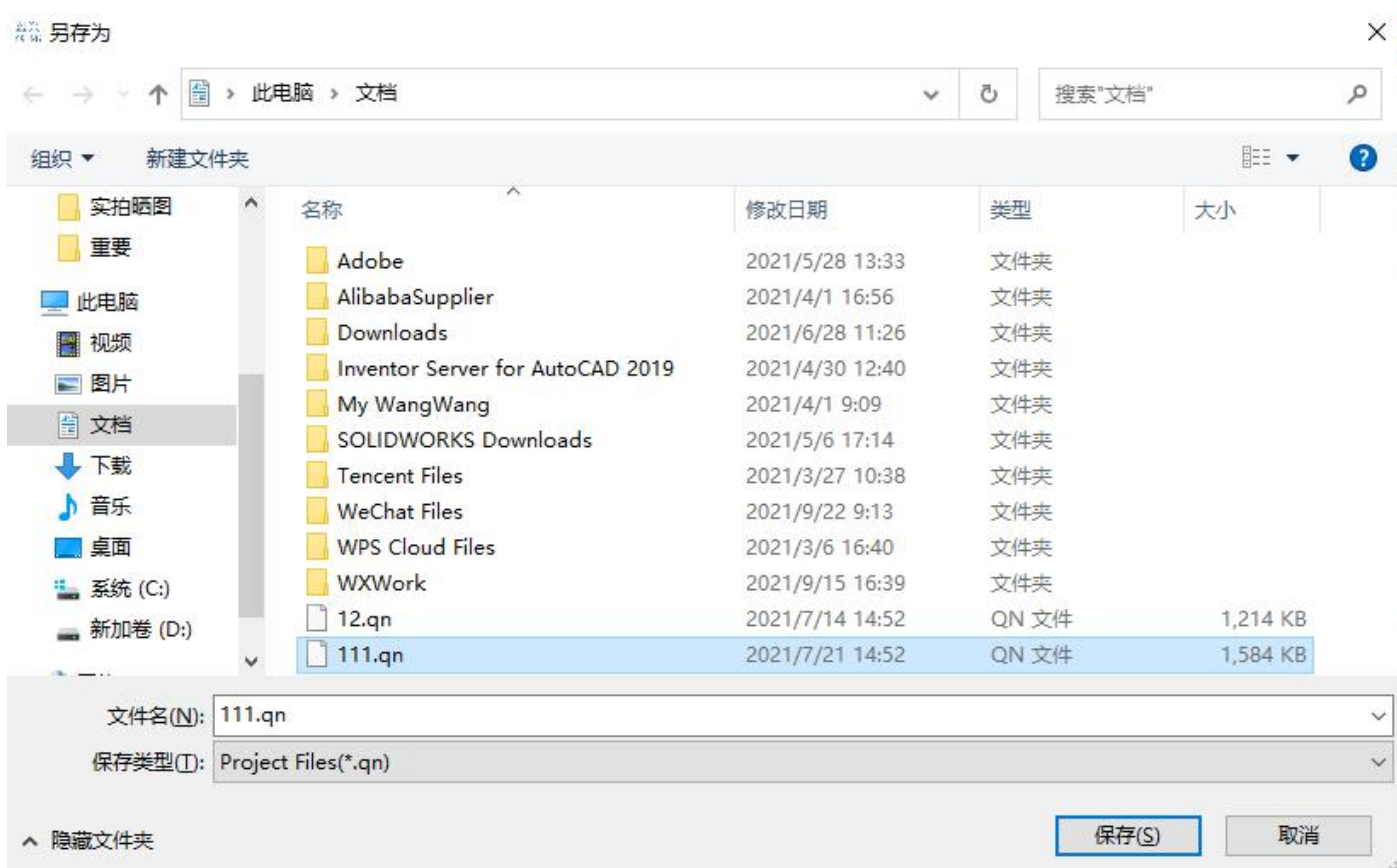 另存为
此电脑 › 文档
搜索"文档"
组织 新建文件夹
实拍晒图
重要
此电脑
视频
图片
文档
下载
音乐
桌面
系统 (C:)
新加卷 (D:)
名称 修改日期 类型 大小
Adobe 2021/5/28 13:33 文件夹
AlibabaSupplier 2021/4/1 16:56 文件夹
Downloads 2021/6/28 11:26 文件夹
Inventor Server for AutoCAD 2019 2021/4/30 12:40 文件夹
My WangWang 2021/4/1 9:09 文件夹
SOLIDWORKS Downloads 2021/5/6 17:14 文件夹
Tencent Files 2021/3/27 10:38 文件夹
WeChat Files 2021/9/22 9:13 文件夹
WPS Cloud Files 2021/3/6 16:40 文件夹
WXWork 2021/9/15 16:39 文件夹
12.qn 2021/7/14 14:52 QN 文件 1,214 KB
111.qn 2021/7/21 14:52 QN 文件 1,584 KB
文件名(N): 111.qn
保存类型(T): Project Files(*.qn)
隐藏文件夹 保存(S) 取消